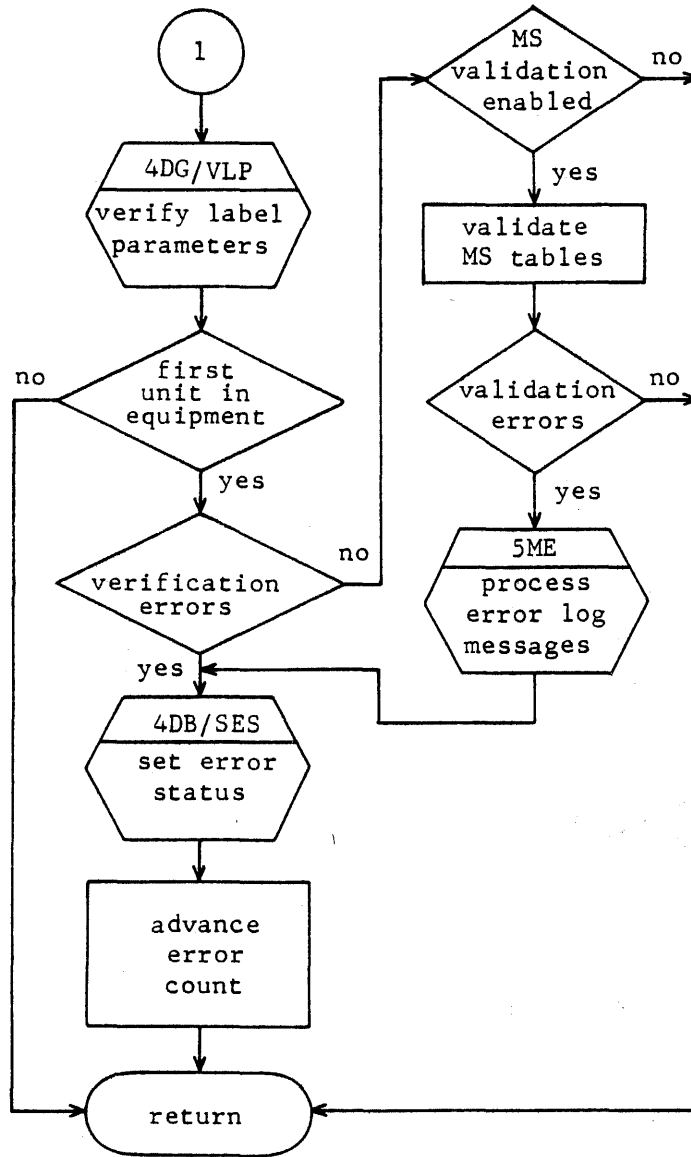 1
4DG/VLP
verify label
parameters
first
unit in
equipment
no
yes
verification
errors
no
yes
4DB/SES
set error
status
advance
error
count
return
MS
validation
enabled
no
yes
validate
MS tables
validation
errors
no
yes
5ME
process
error log
messages